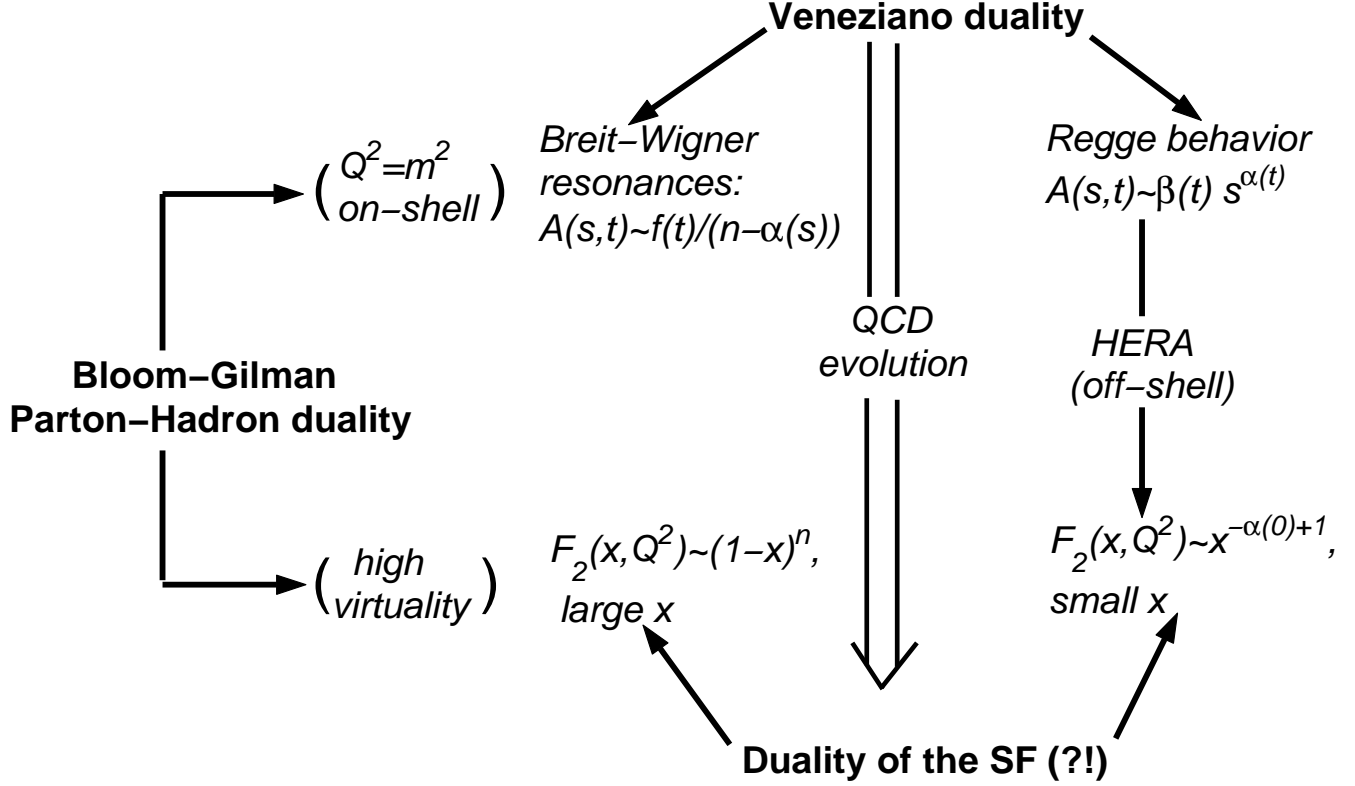 Veneziano duality
( Q²=m² )
on−shell
Breit−Wigner
resonances:
A(s,t)~f(t)/(n−α(s))
Regge behavior
A(s,t)~β(t) s^α(t)
QCD
evolution
HERA
(off−shell)
Bloom−Gilman
Parton−Hadron duality
( high )
virtuality
F₂(x,Q²)~(1−x)ⁿ,
large x
F₂(x,Q²)~x^−α(0)+1,
small x
Duality of the SF (?!)